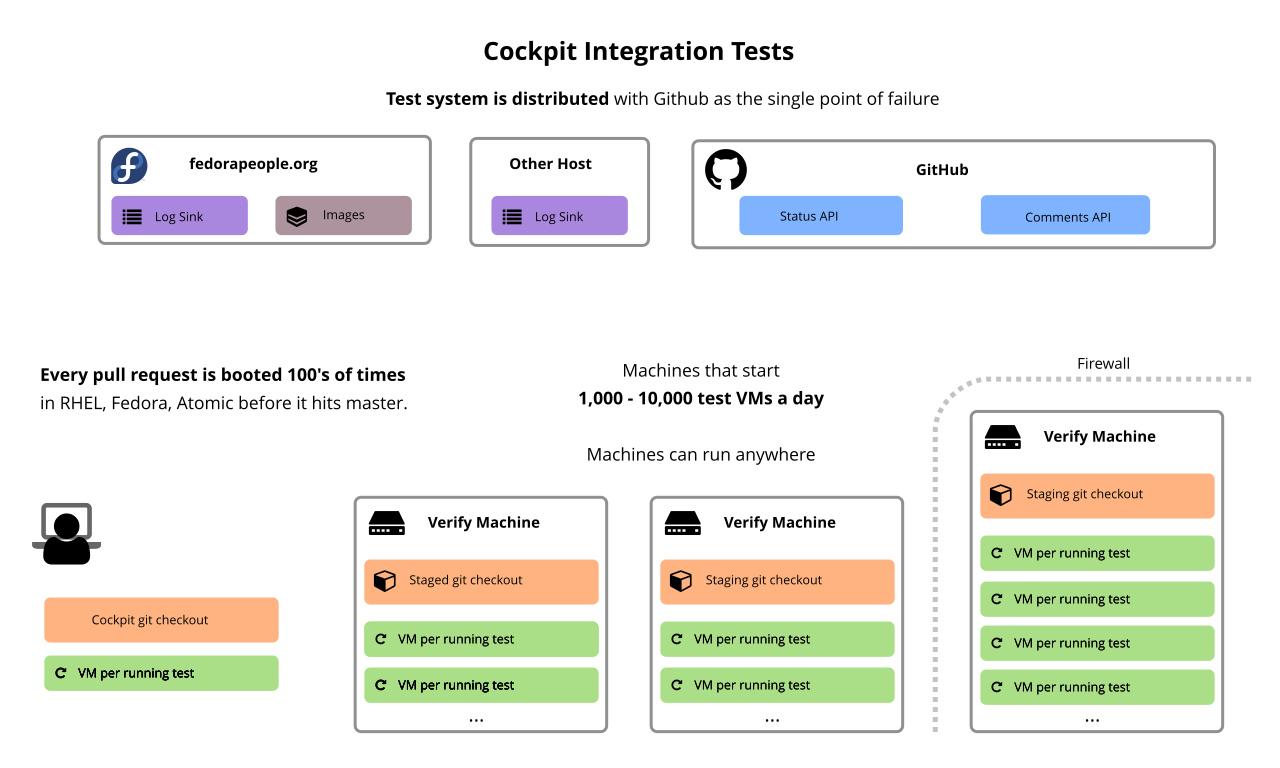 Cockpit Integration Tests
Test system is distributed with Github as the single point of failure
fedorapeople.org
Log Sink
Images
Other Host
Log Sink
GitHub
Status API
Comments API
Every pull request is booted 100's of times
in RHEL, Fedora, Atomic before it hits master.
Machines that start
1,000 - 10,000 test VMs a day
Machines can run anywhere
Firewall
Cockpit git checkout
VM per running test
Verify Machine
Staged git checkout
VM per running test
VM per running test
...
Verify Machine
Staging git checkout
VM per running test
VM per running test
...
Verify Machine
Staging git checkout
VM per running test
VM per running test
VM per running test
VM per running test
...